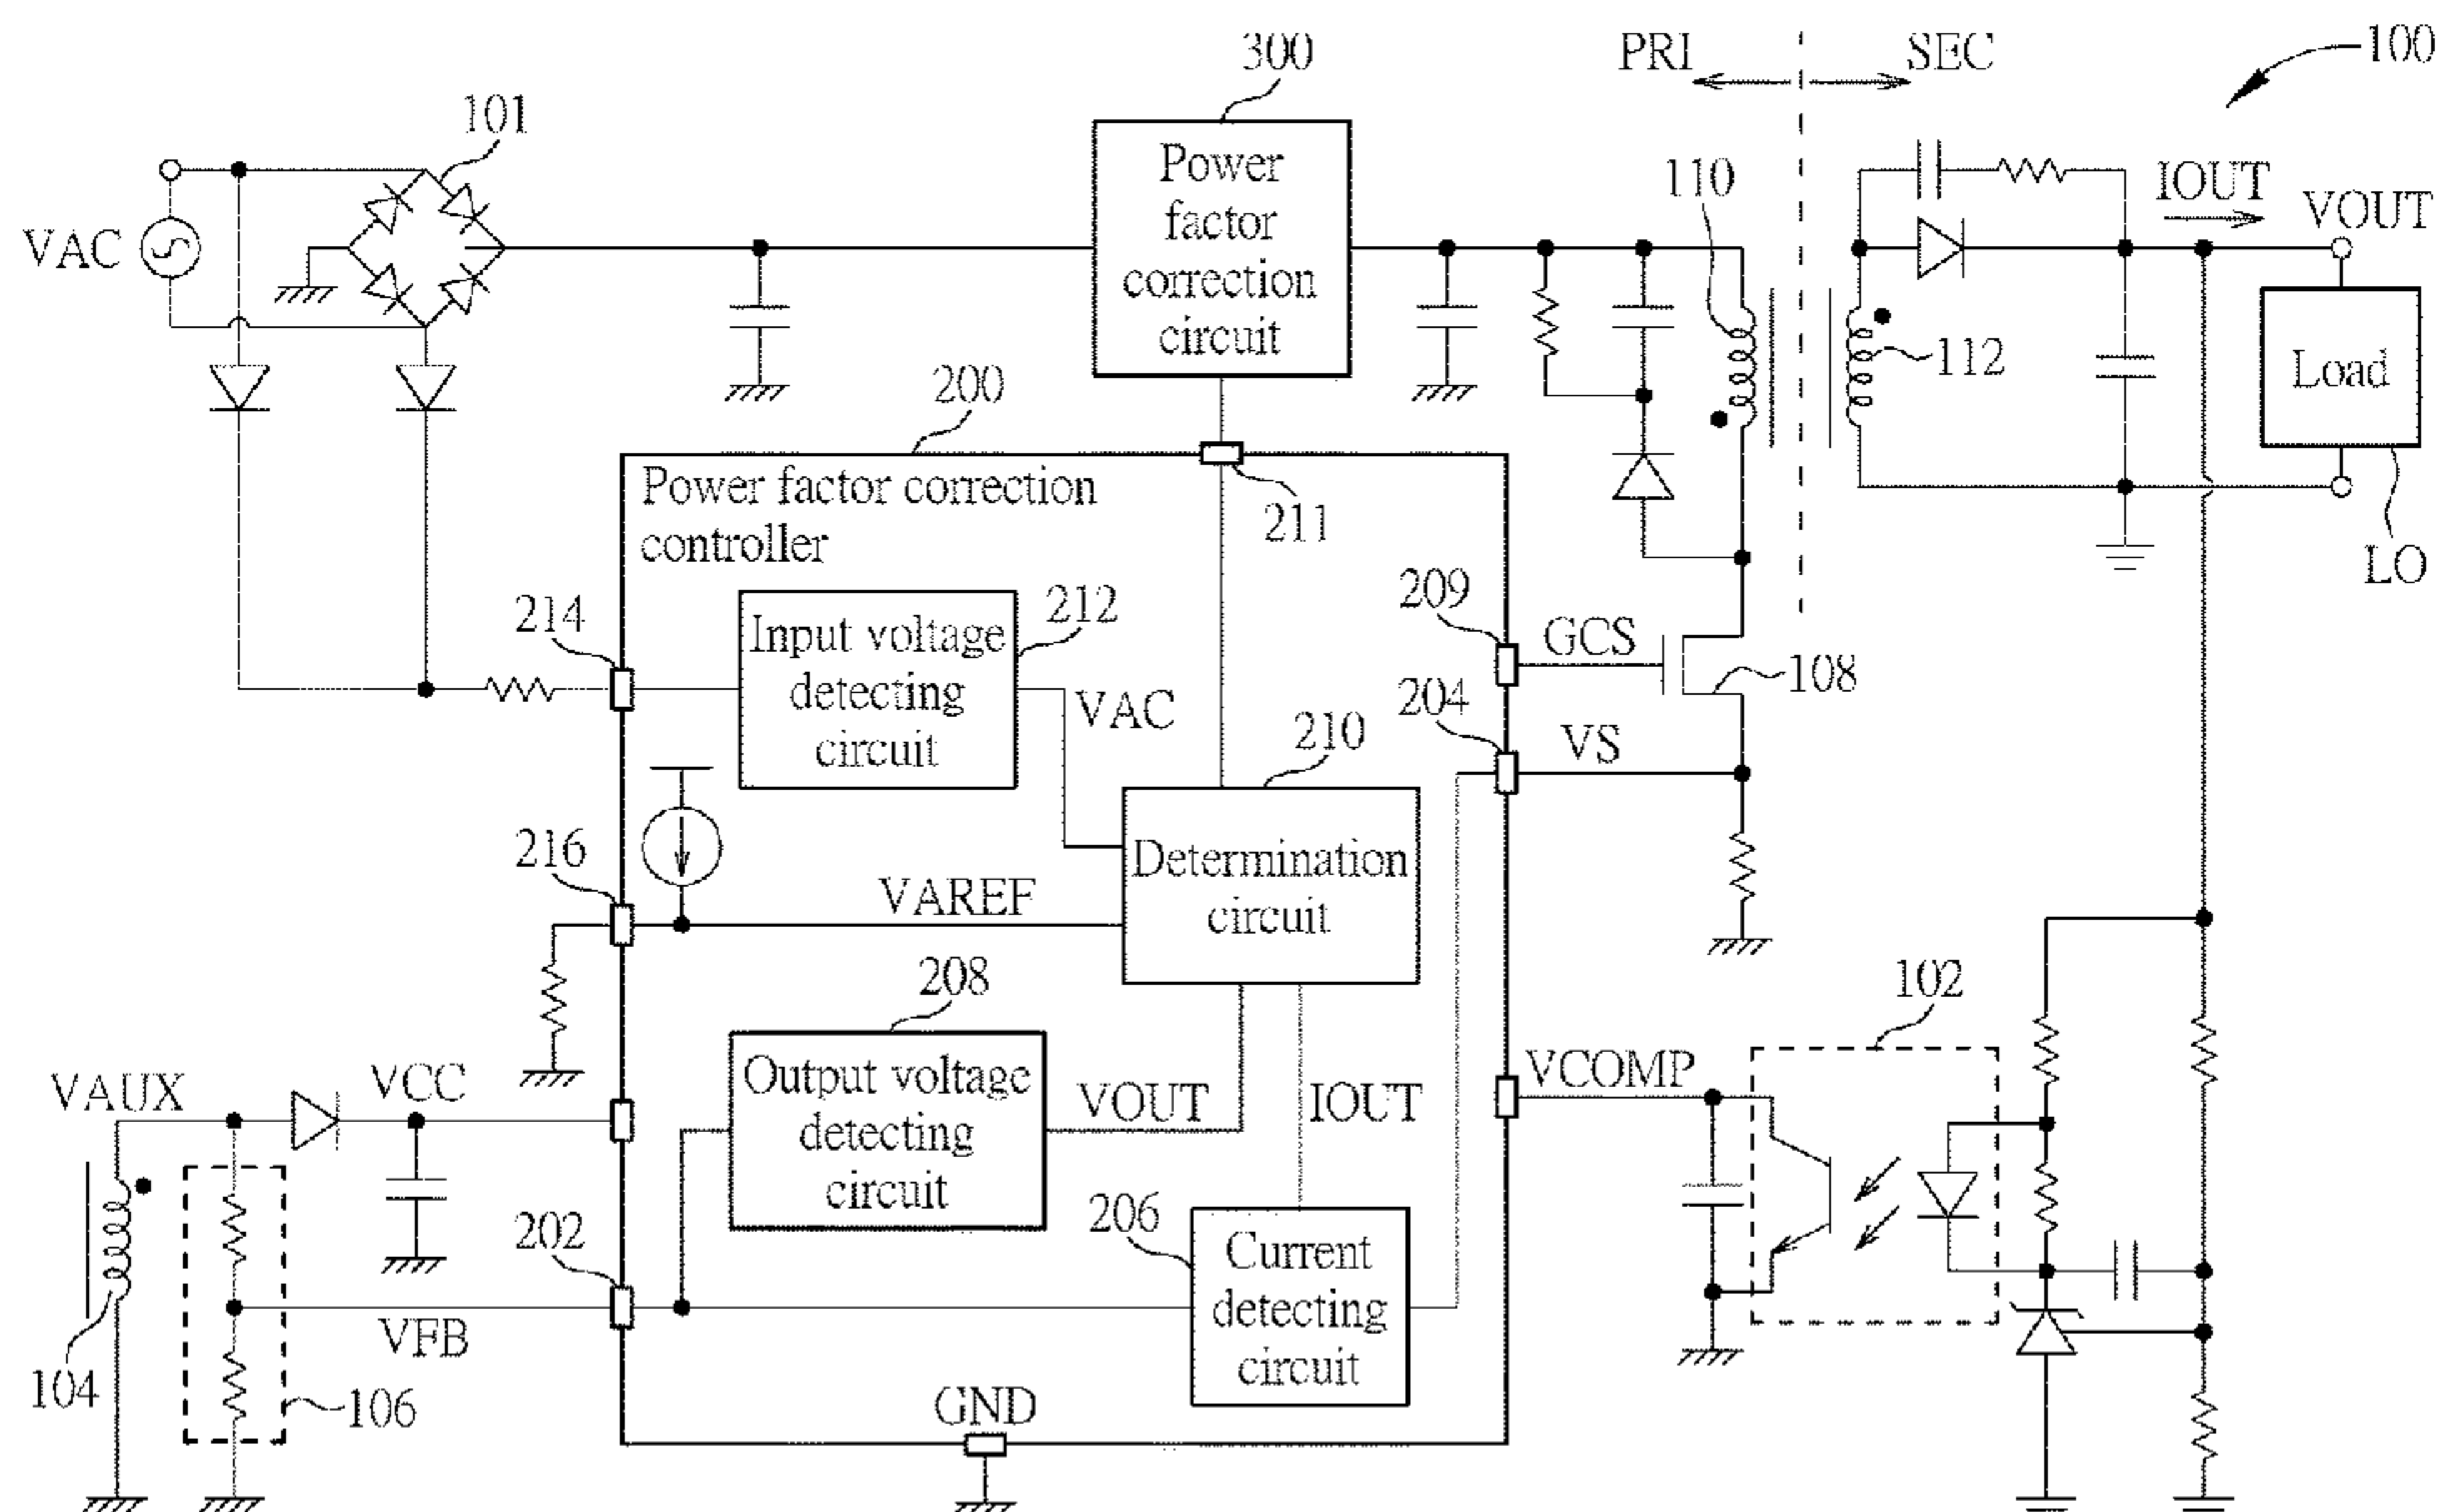 300
PRI
SEC
100
101
Power
factor
correction
circuit
110
IOUT
VOUT
VAC
112
Load
200
Power factor correction
controller
211
LO
214
Input voltage
detecting
circuit
212
209
GCS
108
VAC
204
VS
210
216
VAREF
Determination
circuit
208
102
VAUX
VCC
Output voltage
detecting
circuit
VOUT
IOUT
VCOMP
202
206
Current
detecting
circuit
VFB
104
106
GND